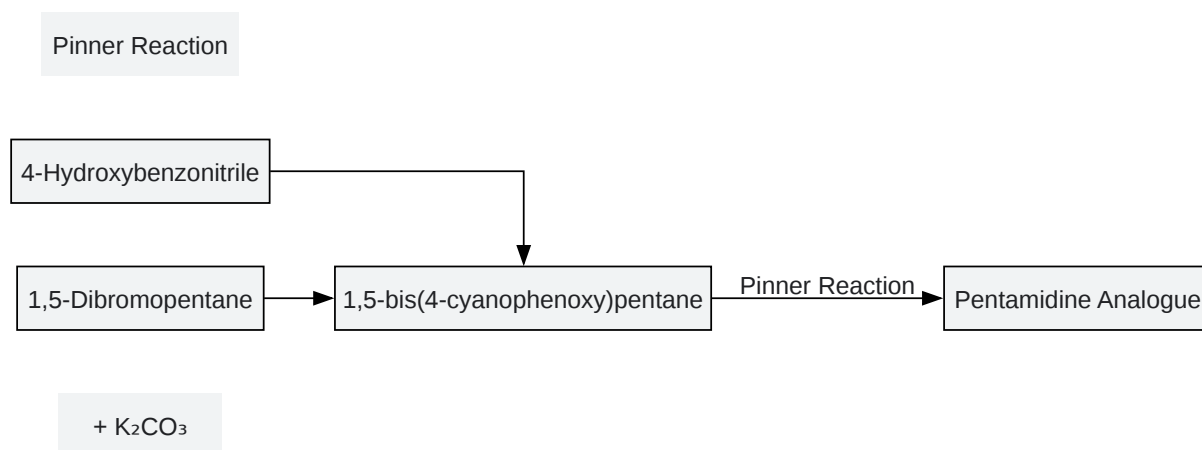 Pinner Reaction
4-Hydroxybenzonitrile
1,5-Dibromopentane
1,5-bis(4-cyanophenoxy)pentane
Pinner Reaction
Pentamidine Analogue
+ K₂CO₃